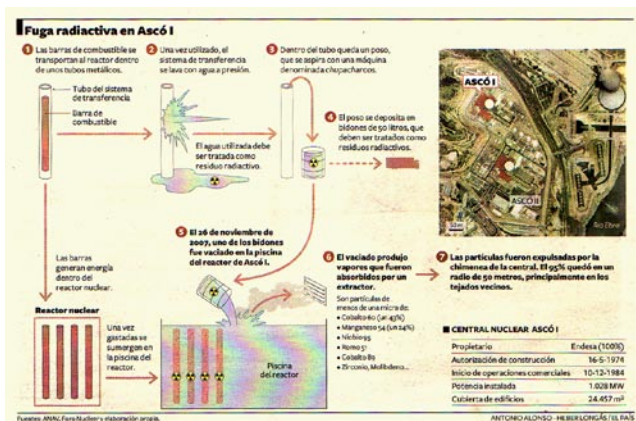 Fuga radiactiva en Ascó I
1 Las barras de combustible se
transportan al reactor dentro
de unos tubos metálicos.
Tubo del sistema
de transferencia
Barra de
combustible
2 Una vez utilizado, el
sistema de transferencia
se lava con agua a presión.
El agua utilizada debe
ser tratada como
residuo radiactivo.
3 Dentro del tubo queda un poso,
que se aspira con una máquina
denominada chupacharcos.
4 El poso se deposita en
bidones de 50 litros, que
deben ser tratados como
residuos radiactivos.
ASCÓ I
ASCÓ II
Río Ebro
50 m
Las barras
generan energía
dentro del
reactor nuclear.
Reactor nuclear
Una vez
gastadas se
sumergen en
la piscina del
reactor.
5 El 26 de noviembre de
2007, uno de los bidones
fue vaciado en la piscina
del reactor de Ascó I.
Piscina
del reactor
6 El vaciado produjo
vapores que fueron
absorbidos por un
extractor.
Son partículas de
menos de una micra de:
• Cobalto 60 (un 43%)
• Manganeso 54 (un 24%)
• Niobio 95
• 51
• Cobalto
• Zirconio, Molibdeno...
7 Las partículas fueron expulsadas por la
chimenea de la central. El 95% quedó en un
radio de 50 metros, principalmente en los
tejados vecinos.
CENTRAL NUCLEAR ASCÓ I
Propietario Endesa (100%)
Autorización de construcción 16-5-1974
Inicio de operaciones comerciales 10-12-1984
Potencia instalada 1.028 MW
Cubierta de edificios 24.457 m²
Fuentes: ANAV, Foro Nuclear y elaboración propia.
ANTONIO ALONSO - HEBER LONGÁS / EL PAÍS